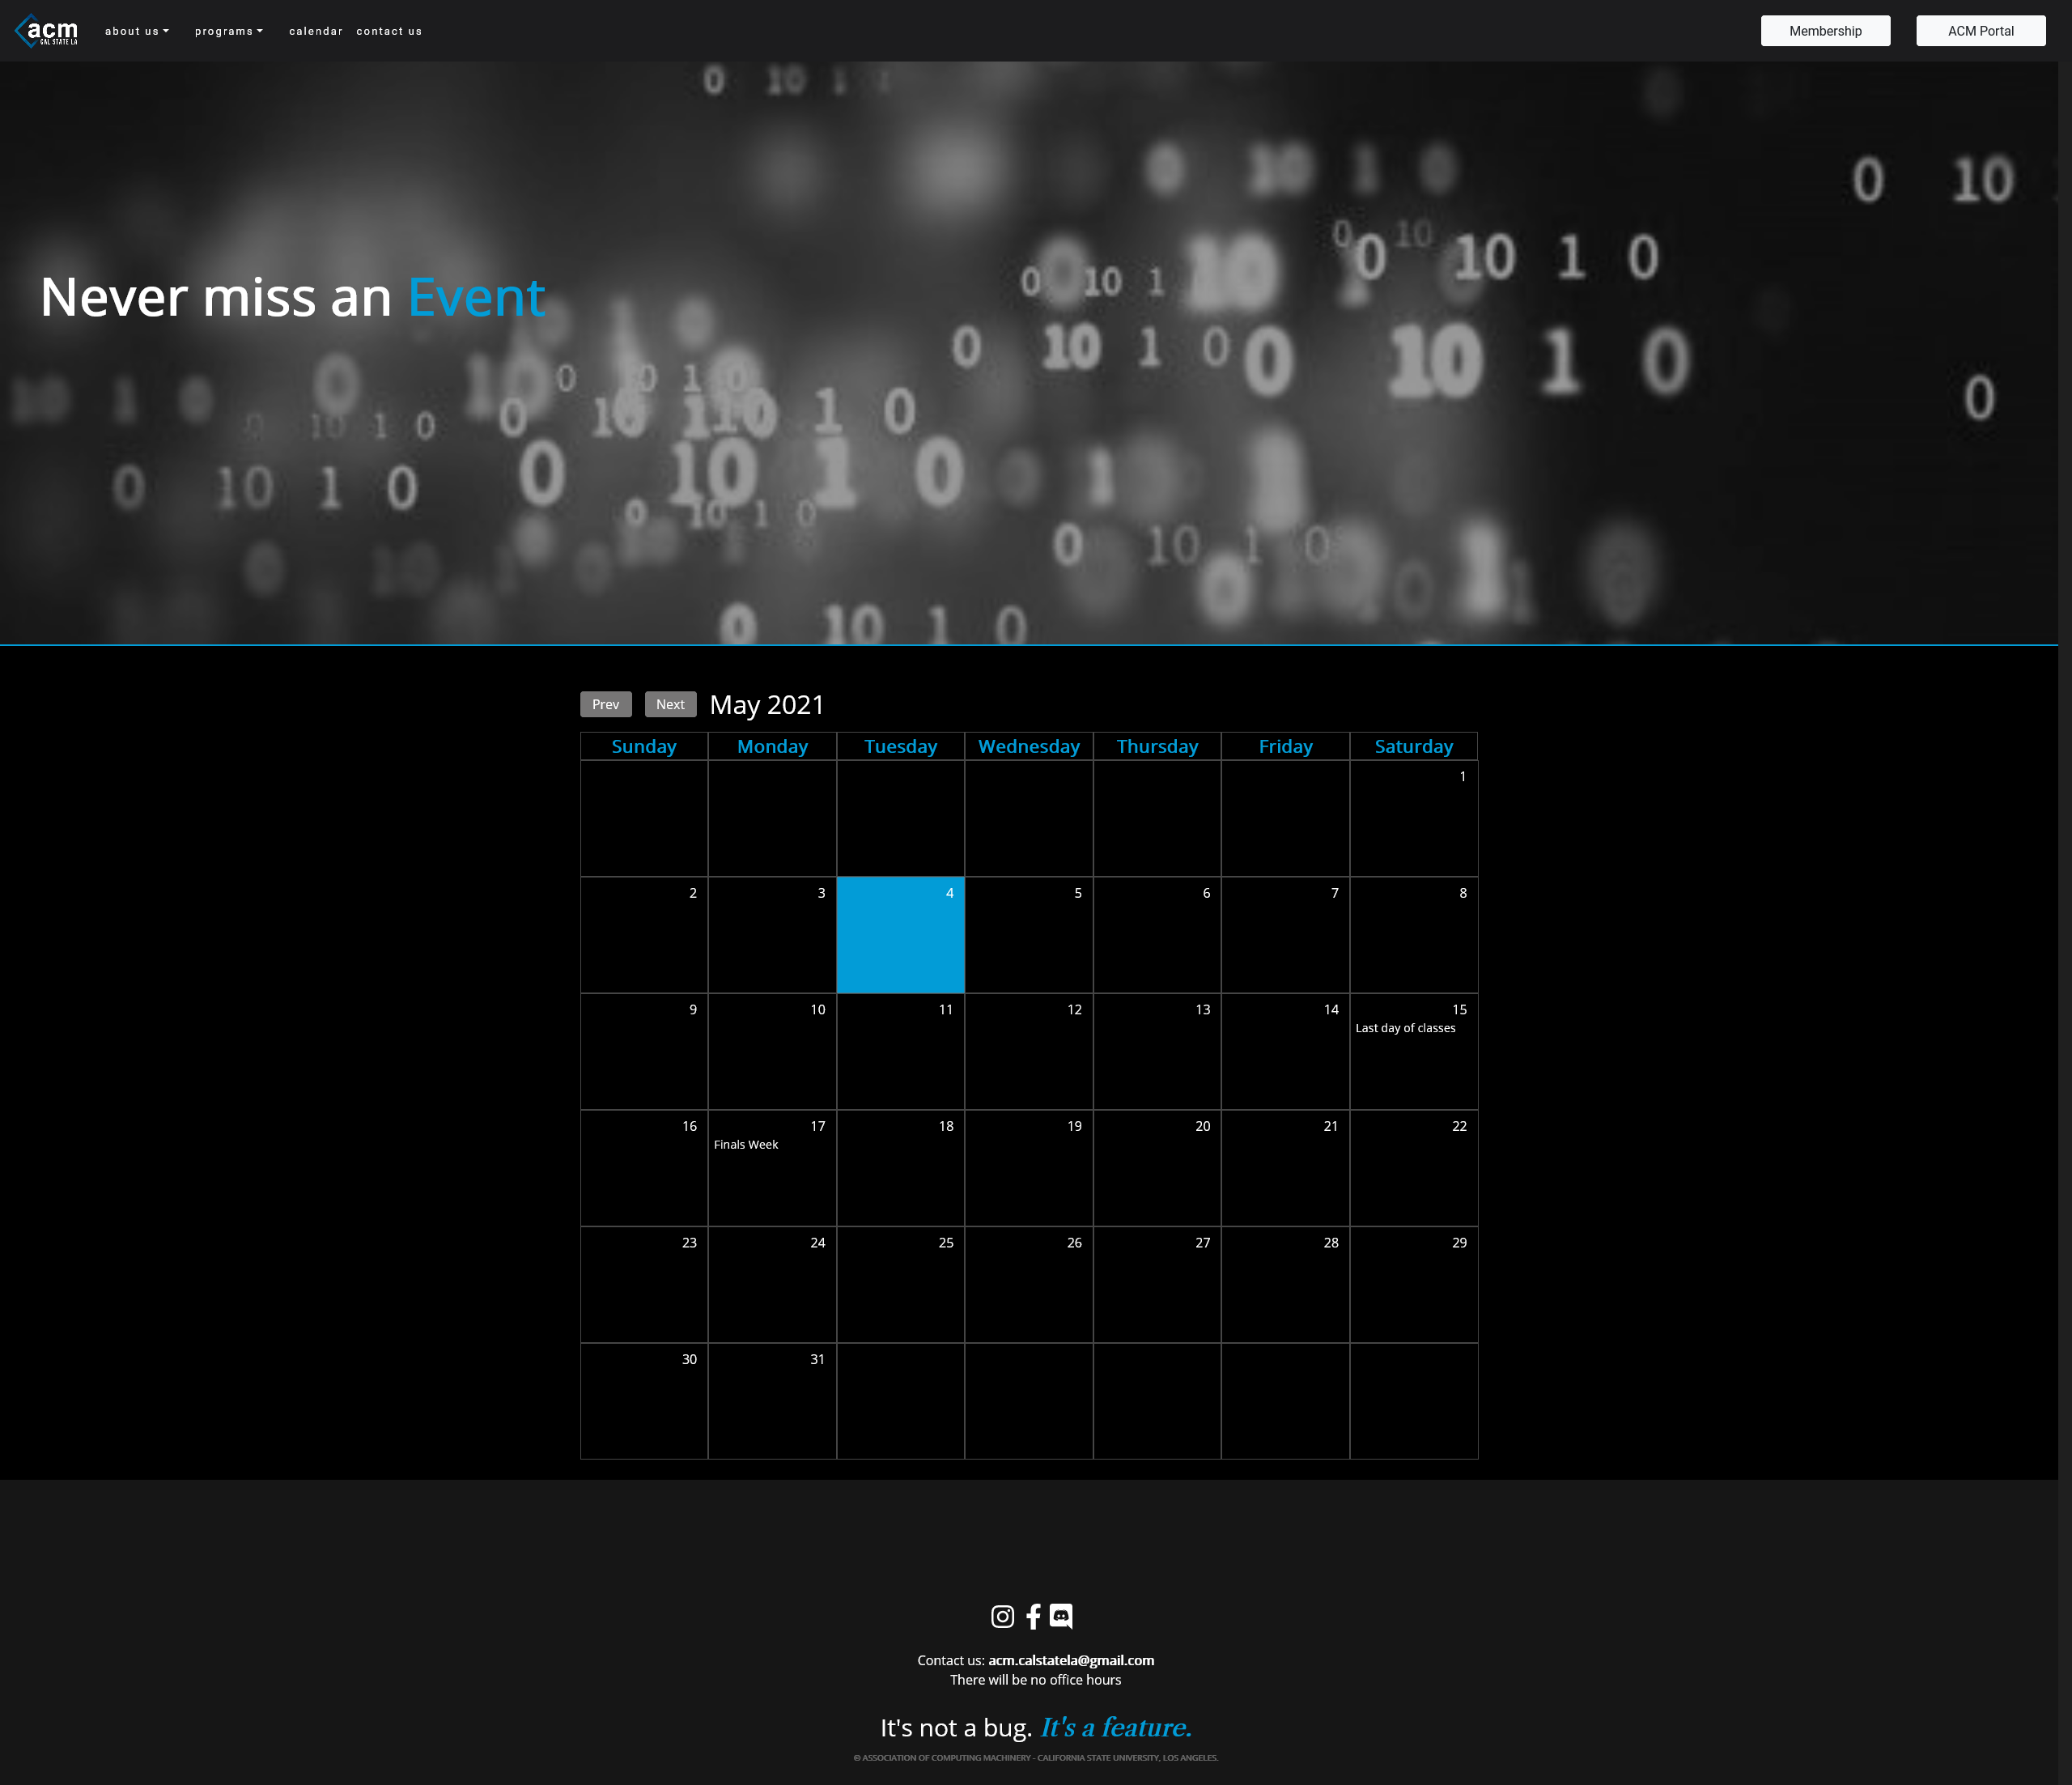 acm
CAL STATE LA
about us
programs
calendar
contact us
Membership
ACM Portal
Never miss an Event
Prev
Next
May 2021
Sunday Monday Tuesday Wednesday Thursday Friday Saturday
1
2 3 4 5 6 7 8
9 10 11 12 13 14 15
Last day of classes
16 17 18 19 20 21 22
Finals Week
23 24 25 26 27 28 29
30 31
Contact us: acm.calstatela@gmail.com
There will be no office hours
It's not a bug. It's a feature.
© ASSOCIATION OF COMPUTING MACHINERY - CALIFORNIA STATE UNIVERSITY, LOS ANGELES.